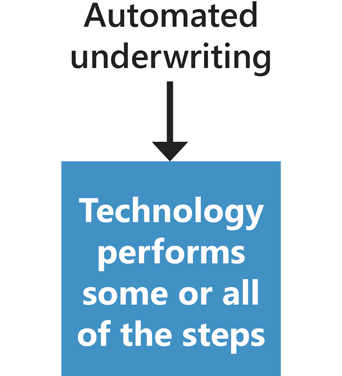 Automated
underwriting
Technology
performs
some or all
of the steps